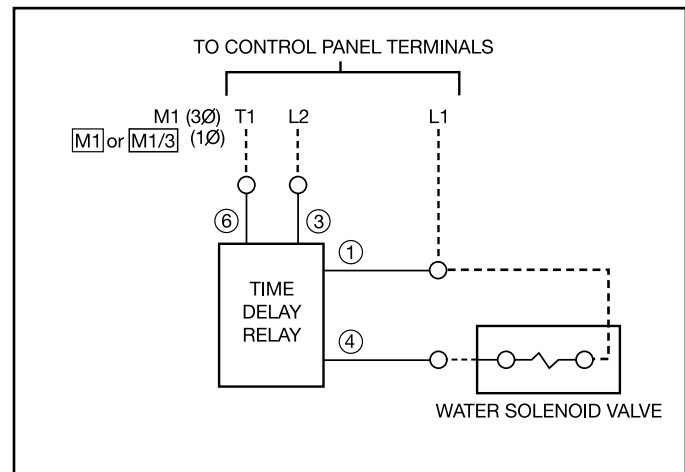 TO CONTROL PANEL TERMINALS
M1 (3Ø) T1 L2 L1
M1 or M1/3 (1Ø)
6 3
1
TIME
DELAY
RELAY
4
WATER SOLENOID VALVE